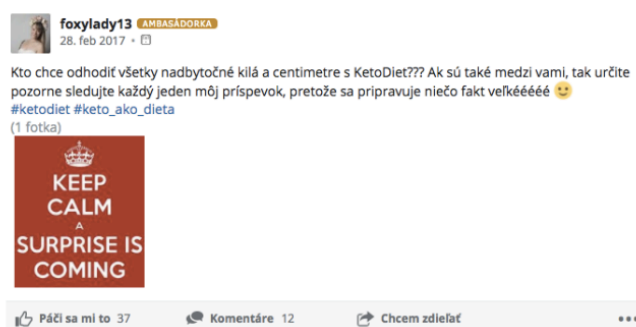 foxylady13 AMBASÁDORKA
28. feb 2017 •
Kto chce odhodiť všetky nadbytočné kilá a centimetre s KetoDiet??? Ak sú také medzi vami, tak určite
pozorne sledujte každý jeden môj príspevok, pretože sa pripravuje niečo fakt veľkéééééé 🙂
#ketodiet #keto_ako_dieta
(1 fotka)
KEEP
CALM
A
SURPRISE IS
COMING
Páči sa mi to 37 Komentáre 12 Chcem zdieľať